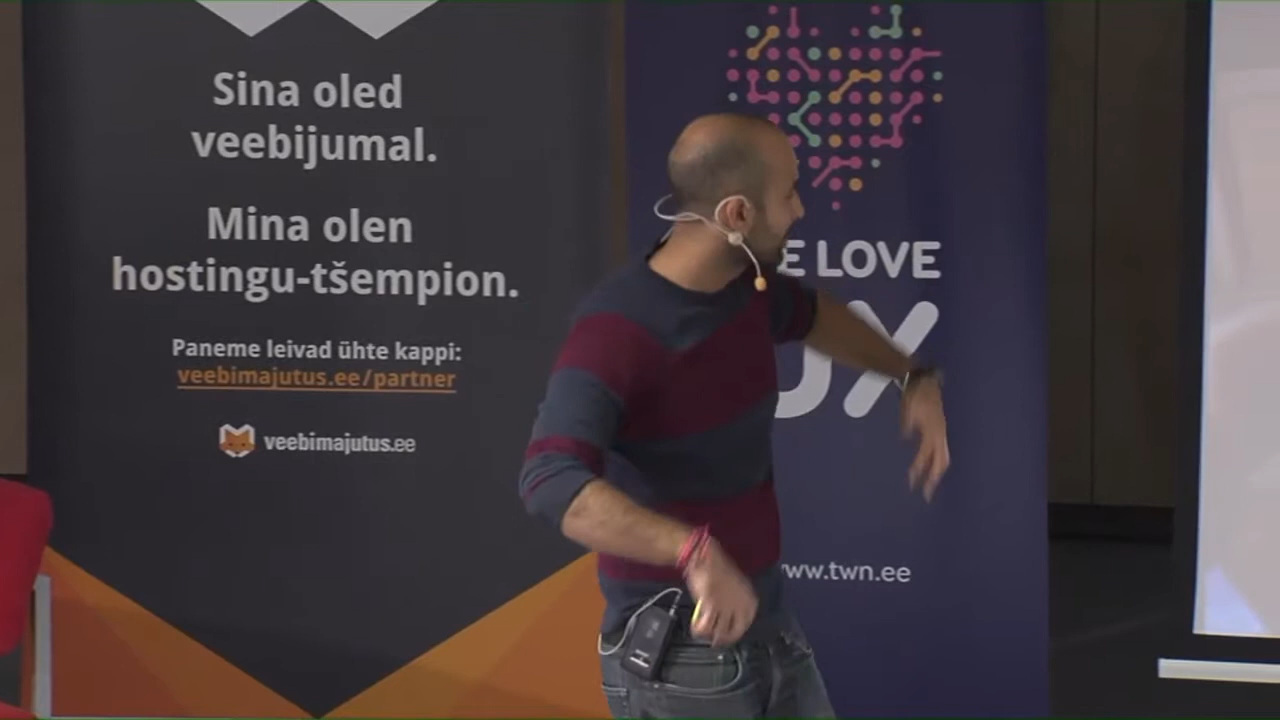 Sina oled
veebijumal.
Mina olen
hostingu-tšempion.
Paneme leivad ühte kappi:
veebimajutus.ee/partner
veebimajutus.ee
LOVE
www.twn.ee